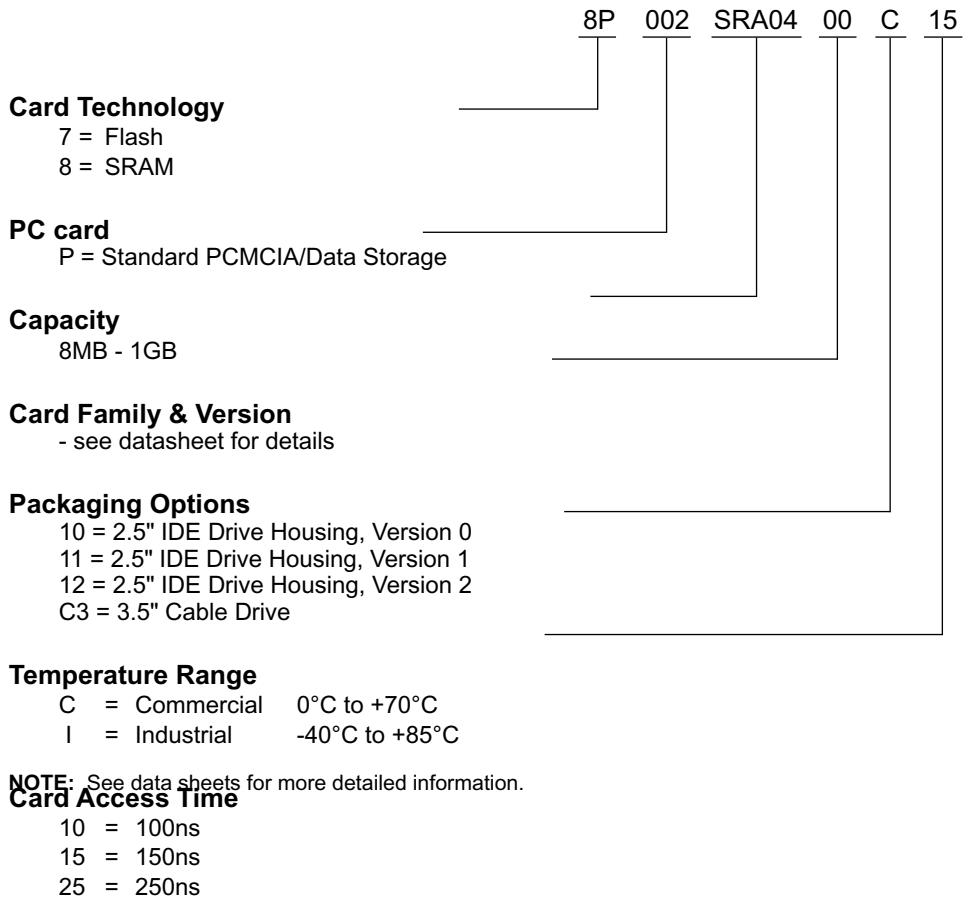 8P 002 SRA04 00 C 15
Card Technology
7 = Flash
8 = SRAM
PC card
P = Standard PCMCIA/Data Storage
Capacity
8MB - 1GB
Card Family & Version
- see datasheet for details
Packaging Options
10 = 2.5" IDE Drive Housing, Version 0
11 = 2.5" IDE Drive Housing, Version 1
12 = 2.5" IDE Drive Housing, Version 2
C3 = 3.5" Cable Drive
Temperature Range
C = Commercial 0°C to +70°C
I = Industrial -40°C to +85°C
NOTE: See data sheets for more detailed information.
Card Access Time
10 = 100ns
15 = 150ns
25 = 250ns